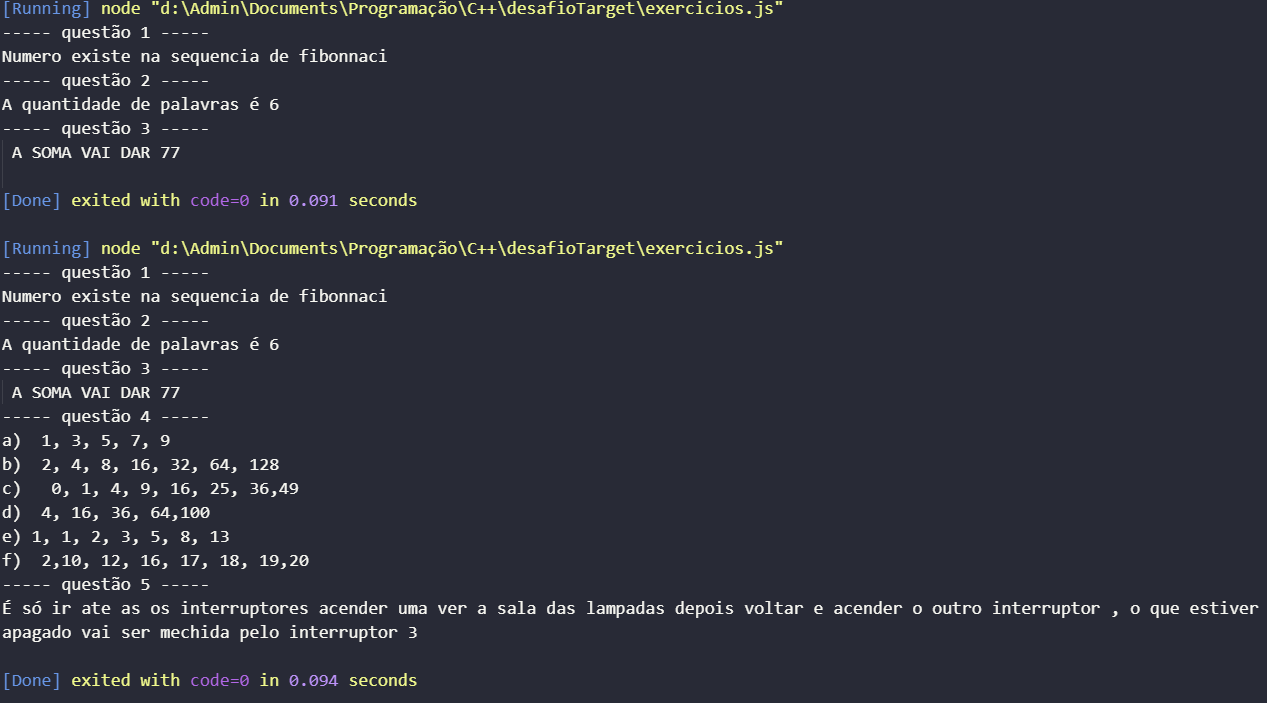 [Running] node "d:\Admin\Documents\Programação\C++\desafioTarget\exercicios.js"
----- questão 1 -----
Numero existe na sequencia de fibonnaci
----- questão 2 -----
A quantidade de palavras é 6
----- questão 3 -----
 A SOMA VAI DAR 77

[Done] exited with code=0 in 0.091 seconds

[Running] node "d:\Admin\Documents\Programação\C++\desafioTarget\exercicios.js"
----- questão 1 -----
Numero existe na sequencia de fibonnaci
----- questão 2 -----
A quantidade de palavras é 6
----- questão 3 -----
 A SOMA VAI DAR 77
----- questão 4 -----
a)  1, 3, 5, 7, 9
b)  2, 4, 8, 16, 32, 64, 128
c)   0, 1, 4, 9, 16, 25, 36,49
d)  4, 16, 36, 64,100
e) 1, 1, 2, 3, 5, 8, 13
f)  2,10, 12, 16, 17, 18, 19,20
----- questão 5 -----
É só ir ate as os interruptores acender uma ver a sala das lampadas depois voltar e acender o outro interruptor , o que estiver
apagado vai ser mechida pelo interruptor 3

[Done] exited with code=0 in 0.094 seconds